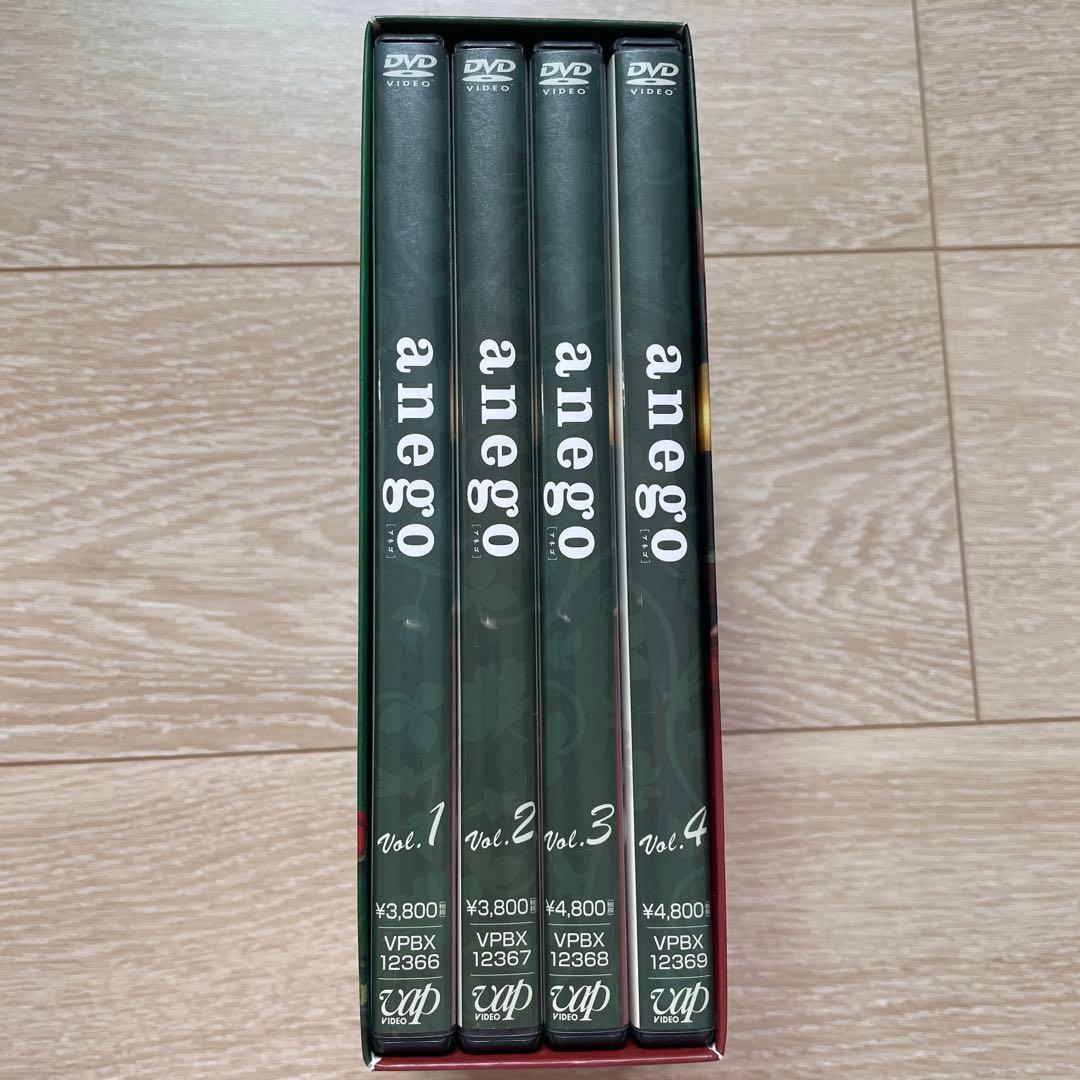 DVD
VIDEO
anego
[アネゴ]
Vol.1
¥3,800
VPBX
12366
vap
VIDEO
DVD
VIDEO
anego
[アネゴ]
Vol.2
¥3,800
VPBX
12367
vap
VIDEO
DVD
VIDEO
anego
[アネゴ]
Vol.3
¥4,800
VPBX
12368
vap
VIDEO
DVD
VIDEO
anego
[アネゴ]
Vol.4
¥4,800
VPBX
12369
vap
VIDEO